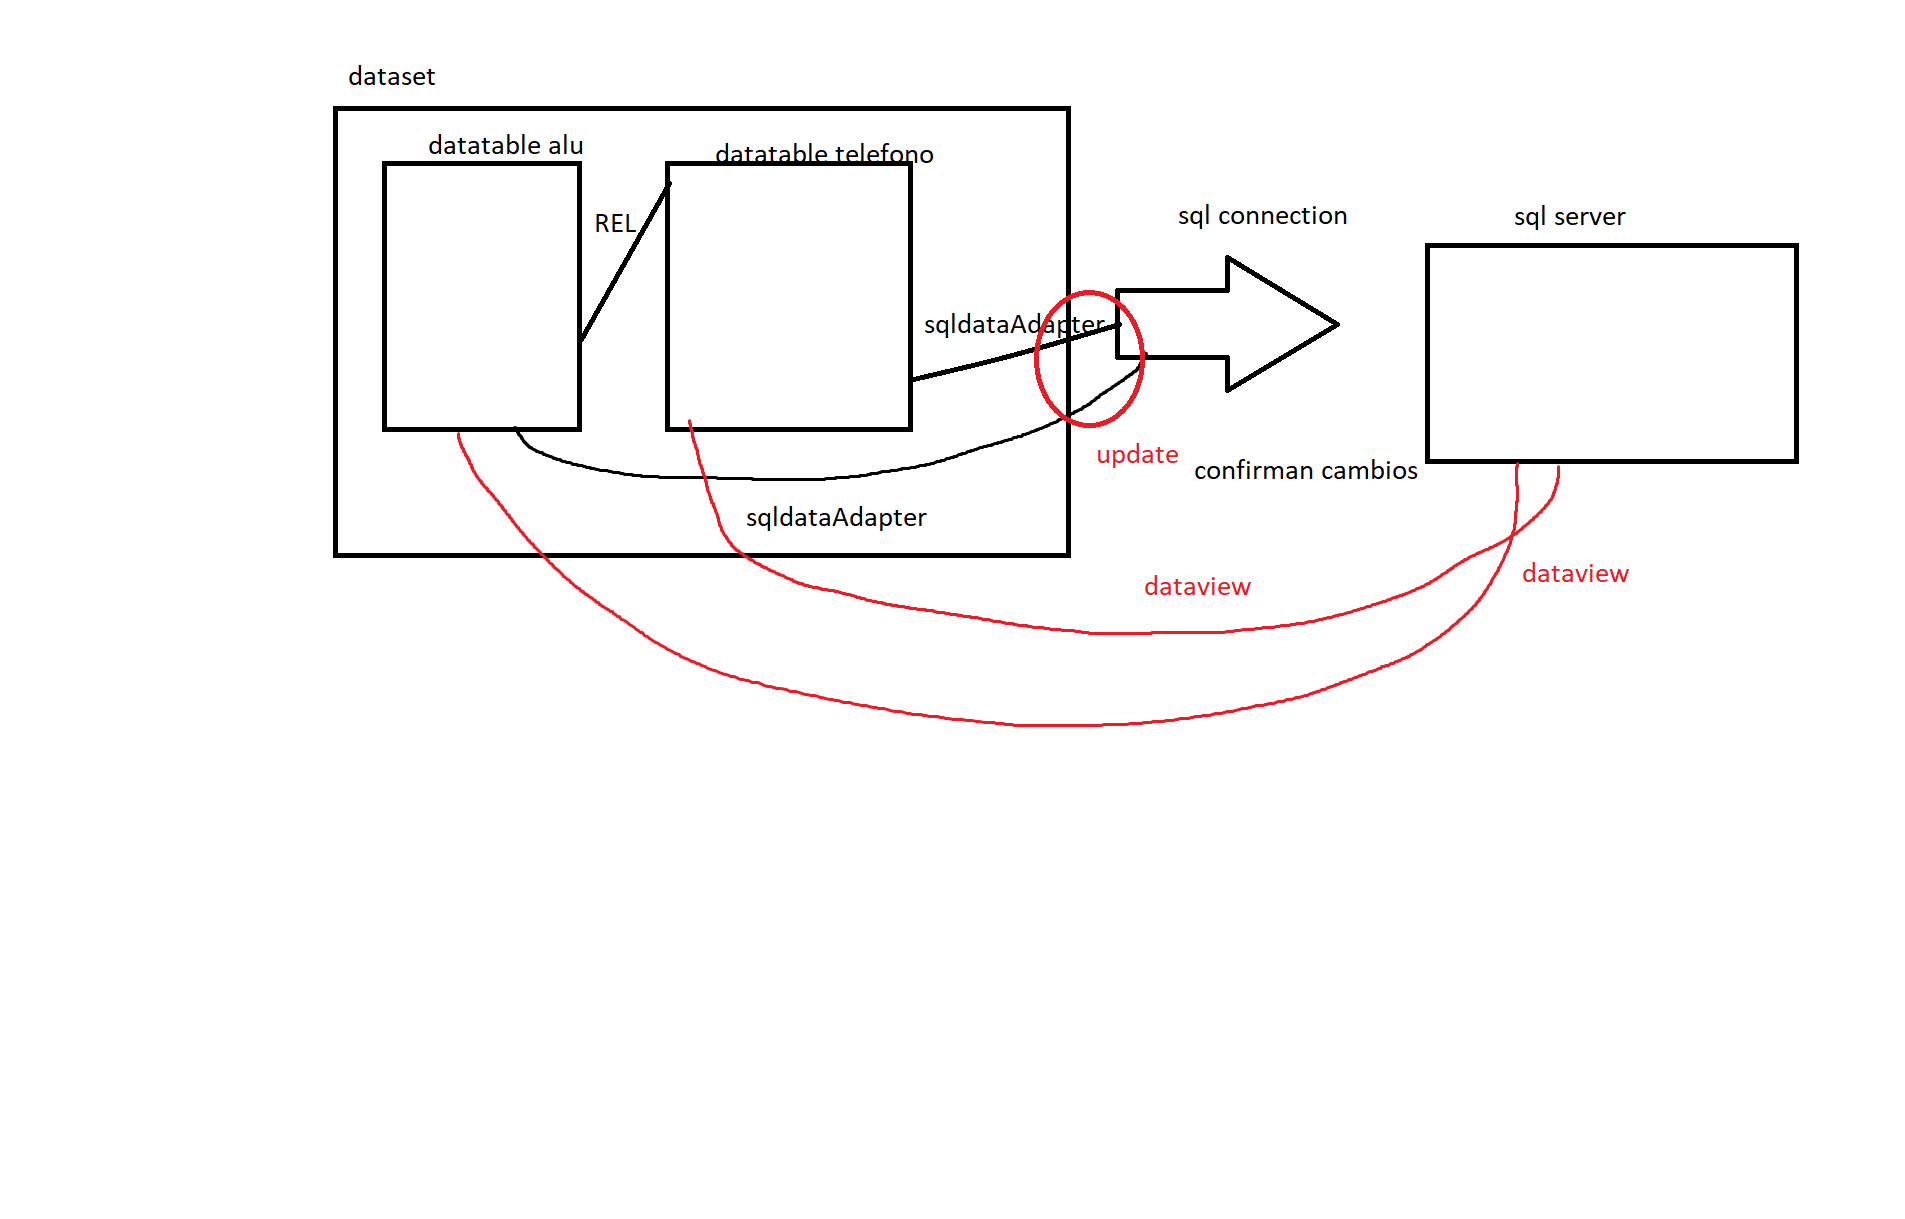 dataset
datatable alu
datatable telefono
REL
sql connection
sql server
sqldataAdapter
update
confirman cambios
sqldataAdapter
dataview
dataview